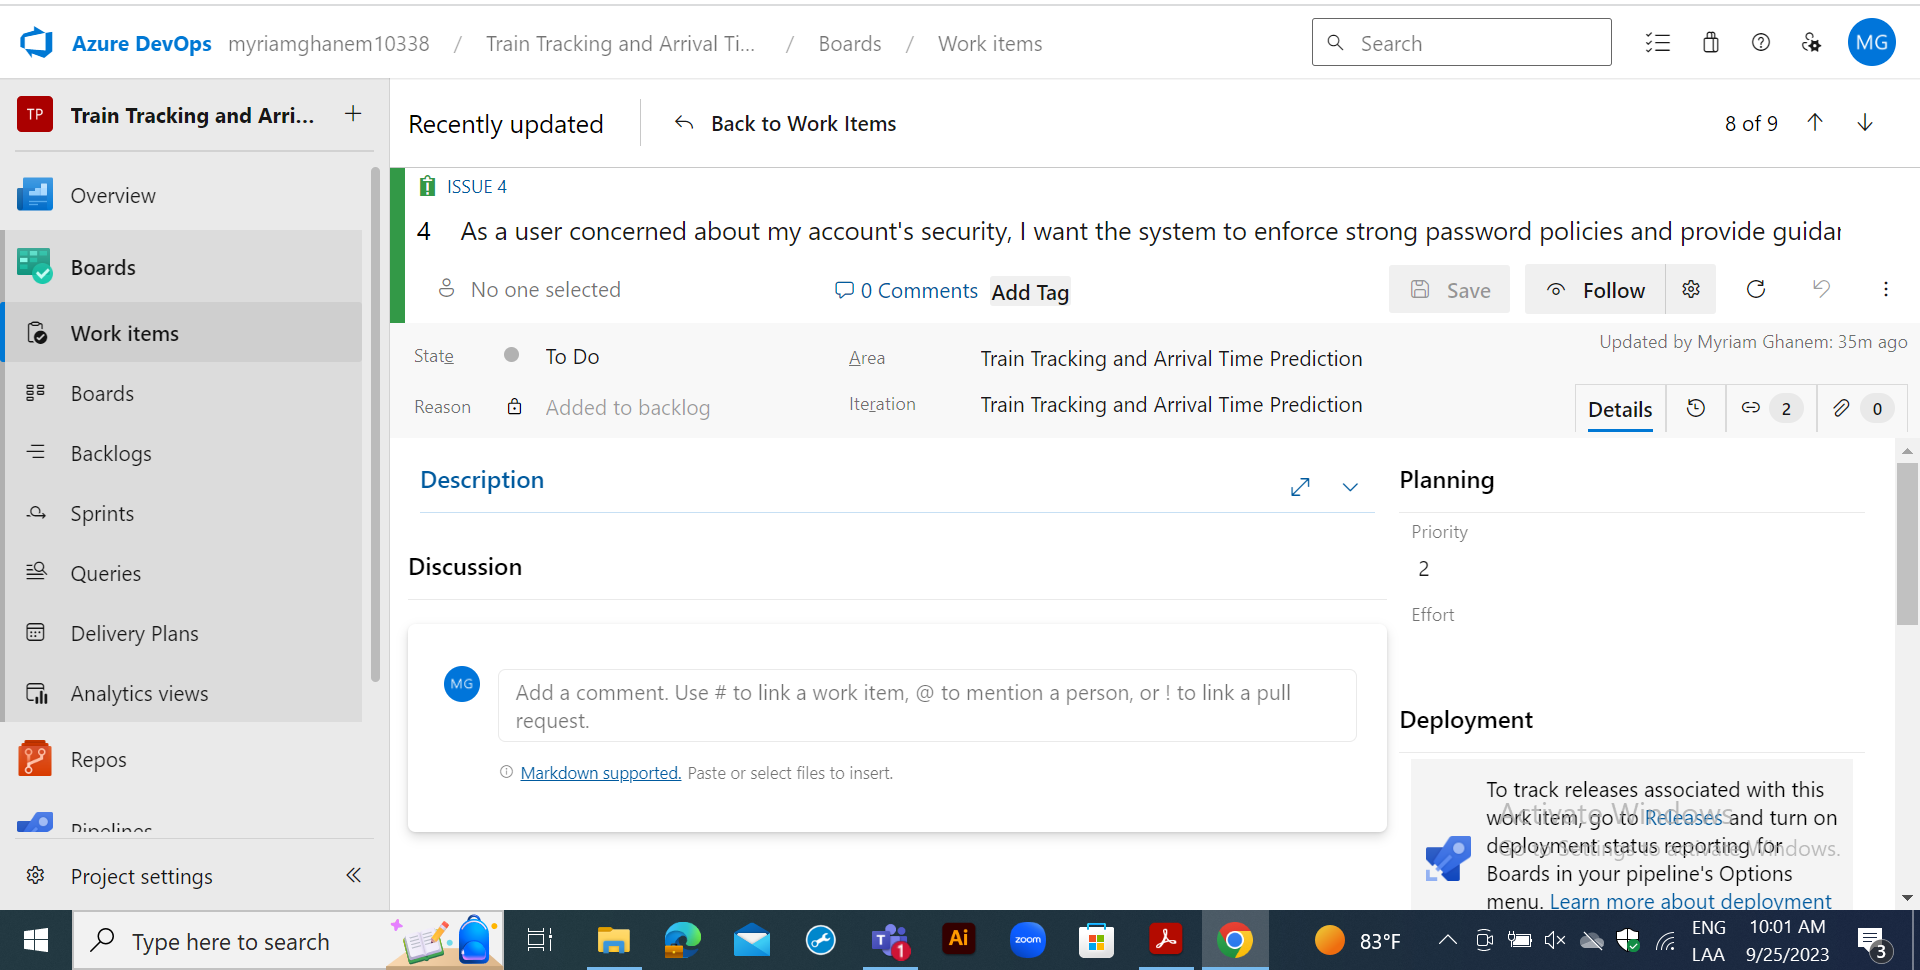 Azure DevOps myriamghanem10338 / Train Tracking and Arrival Ti... / Boards / Work items
Search
MG
TP Train Tracking and Arri... +
Recently updated
Back to Work Items
8 of 9
Overview
Boards
Work items
Boards
Backlogs
Sprints
Queries
Delivery Plans
Analytics views
Repos
Pipelines
Project settings
ISSUE 4
4 As a user concerned about my account's security, I want the system to enforce strong password policies and provide guidar
No one selected
0 Comments
Add Tag
Save
Follow
State
To Do
Area
Train Tracking and Arrival Time Prediction
Updated by Myriam Ghanem: 35m ago
Reason
Added to backlog
Iteration
Train Tracking and Arrival Time Prediction
Details
2
0
Description
Discussion
MG
Add a comment. Use # to link a work item, @ to mention a person, or ! to link a pull
request.
Markdown supported. Paste or select files to insert.
Planning
Priority
2
Effort
Deployment
To track releases associated with this
work item, go to Releases and turn on
deployment status reporting for
Boards in your pipeline's Options
menu. Learn more about deployment
Activate Windows
Go to Settings to activate Windows.
Type here to search
1
Ai
zoom
83°F
ENG
LAA
10:01 AM
9/25/2023
3